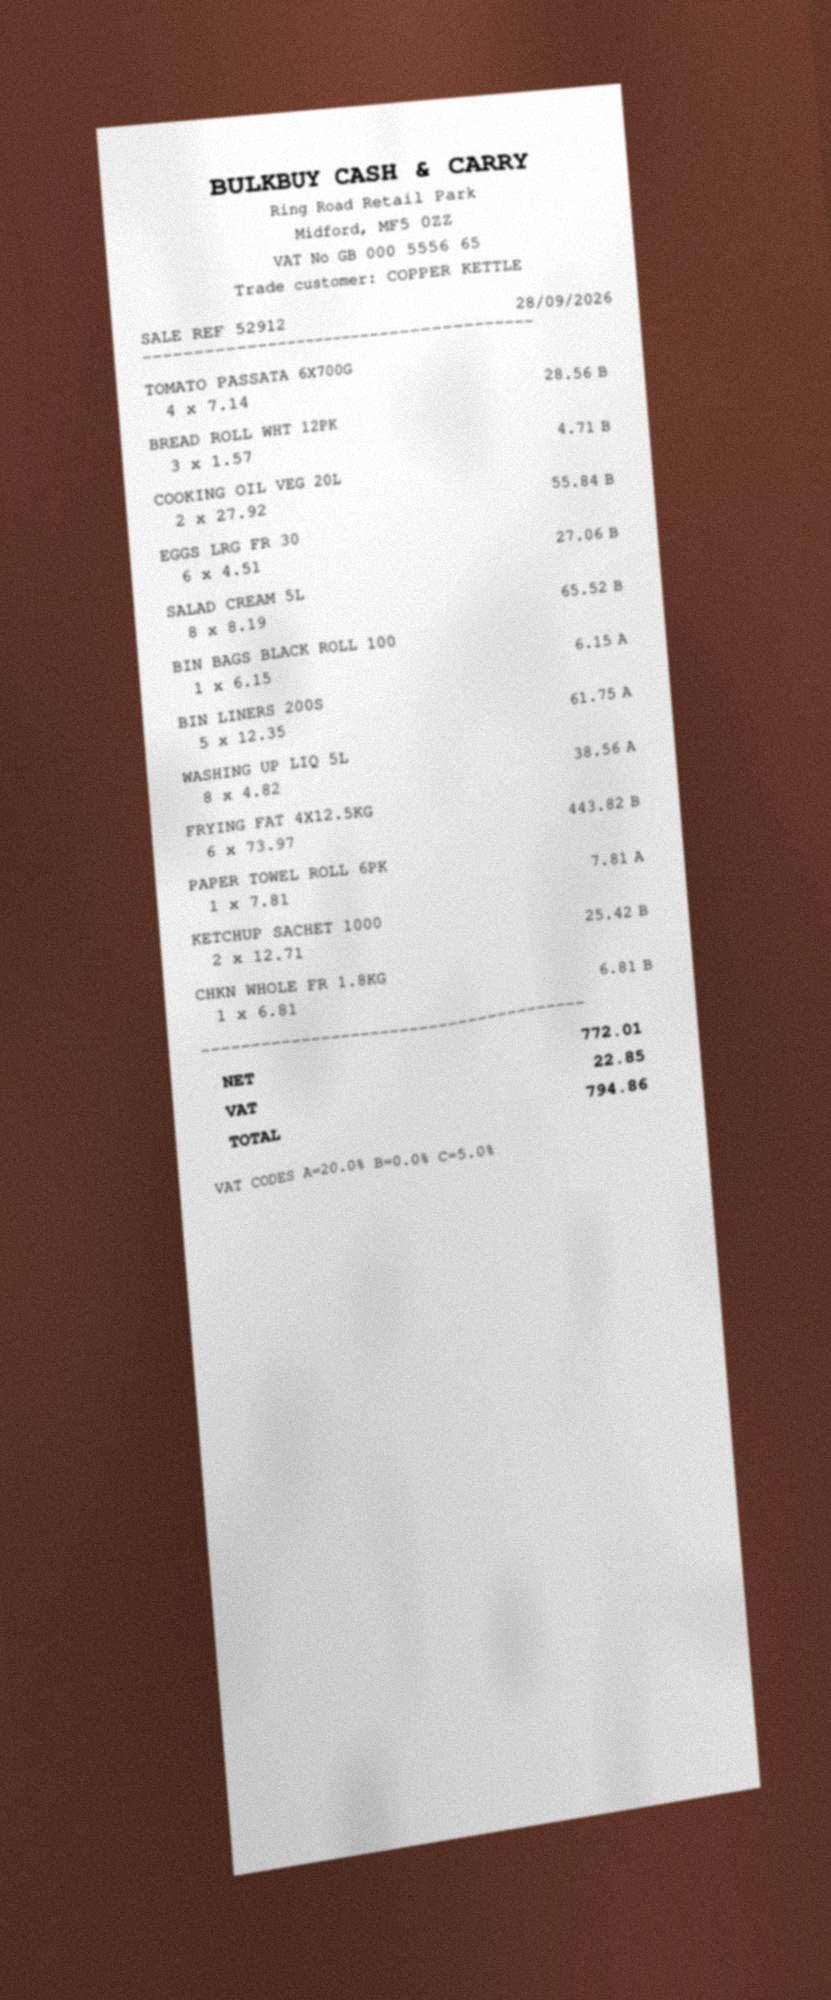 BULKBUY CASH & CARRY
Ring Road Retail Park
Midford, MF5 0ZZ
VAT No GB 000 5556 65
Trade customer: COPPER KETTLE
SALE REF 52912 28/09/2026
---------------------------------------
TOMATO PASSATA 6X700G
4 x 7.14 28.56 B
BREAD ROLL WHT 12PK
3 x 1.57 4.71 B
COOKING OIL VEG 20L
2 x 27.92 55.84 B
EGGS LRG FR 30
6 x 4.51 27.06 B
SALAD CREAM 5L
8 x 8.19 65.52 B
BIN BAGS BLACK ROLL 100
1 x 6.15 6.15 A
BIN LINERS 200S
5 x 12.35 61.75 A
WASHING UP LIQ 5L
8 x 4.82 38.56 A
FRYING FAT 4X12.5KG
6 x 73.97 443.82 B
PAPER TOWEL ROLL 6PK
1 x 7.81 7.81 A
KETCHUP SACHET 1000
2 x 12.71 25.42 B
CHKN WHOLE FR 1.8KG
1 x 6.81 6.81 B
---------------------------------------
NET 772.01
VAT 22.85
TOTAL 794.86
VAT CODES A=20.0% B=0.0% C=5.0%